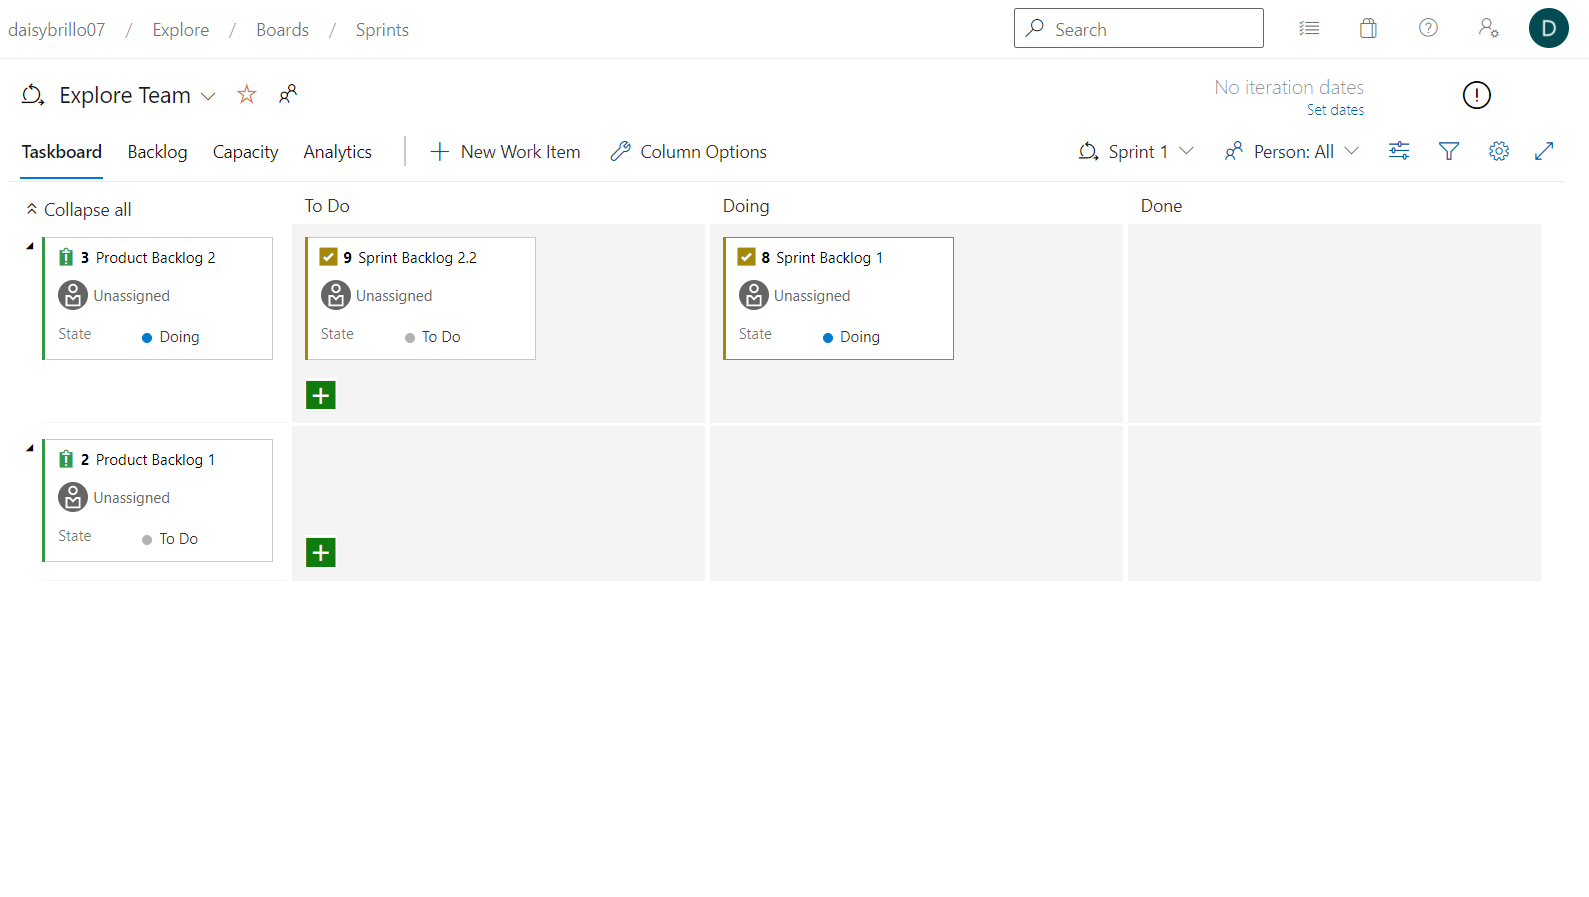 daisybrillo07 / Explore / Boards / Sprints
Search
D
Explore Team
No iteration dates
Set dates
Taskboard Backlog Capacity Analytics New Work Item Column Options Sprint 1 Person: All
Collapse all To Do Doing Done
3 Product Backlog 2
Unassigned
State Doing
9 Sprint Backlog 2.2
Unassigned
State To Do
8 Sprint Backlog 1
Unassigned
State Doing
2 Product Backlog 1
Unassigned
State To Do